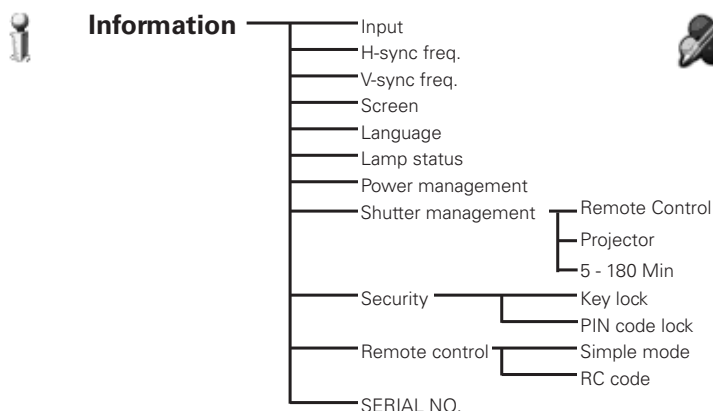 Information
Input
H-sync freq.
V-sync freq.
Screen
Language
Lamp status
Power management
Shutter management
Remote Control
Projector
5 - 180 Min
Security
Key lock
PIN code lock
Remote control
Simple mode
RC code
SERIAL NO.